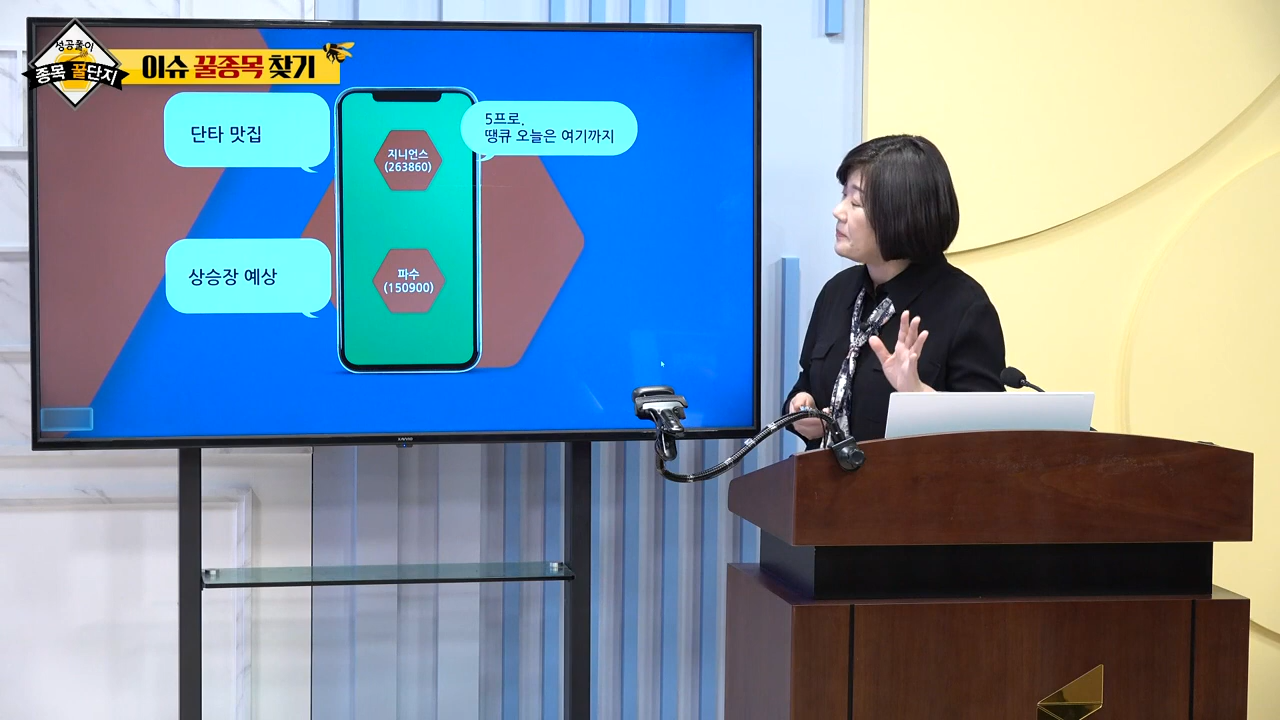 성공풀이
종목 꿀단지
이슈 꿀종목 찾기
단타 맛집
5프로.
땡큐 오늘은 여기까지
지니언스
(263860)
상승장 예상
파수
(150900)